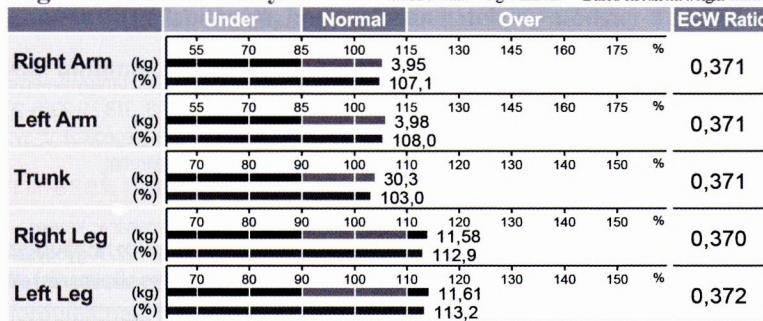 Under Normal Over ECW Ratio
55 70 85 100 115 130 145 160 175 %
Right Arm (kg) 3,95 0,371
(%) 107,1
55 70 85 100 115 130 145 160 175 %
Left Arm (kg) 3,98 0,371
(%) 108,0
70 80 90 100 110 120 130 140 150 %
Trunk (kg) 30,3 0,371
(%) 103,0
70 80 90 100 110 120 130 140 150 %
Right Leg (kg) 11,58 0,370
(%) 112,9
70 80 90 100 110 120 130 140 150 %
Left Leg (kg) 11,61 0,372
(%) 113,2